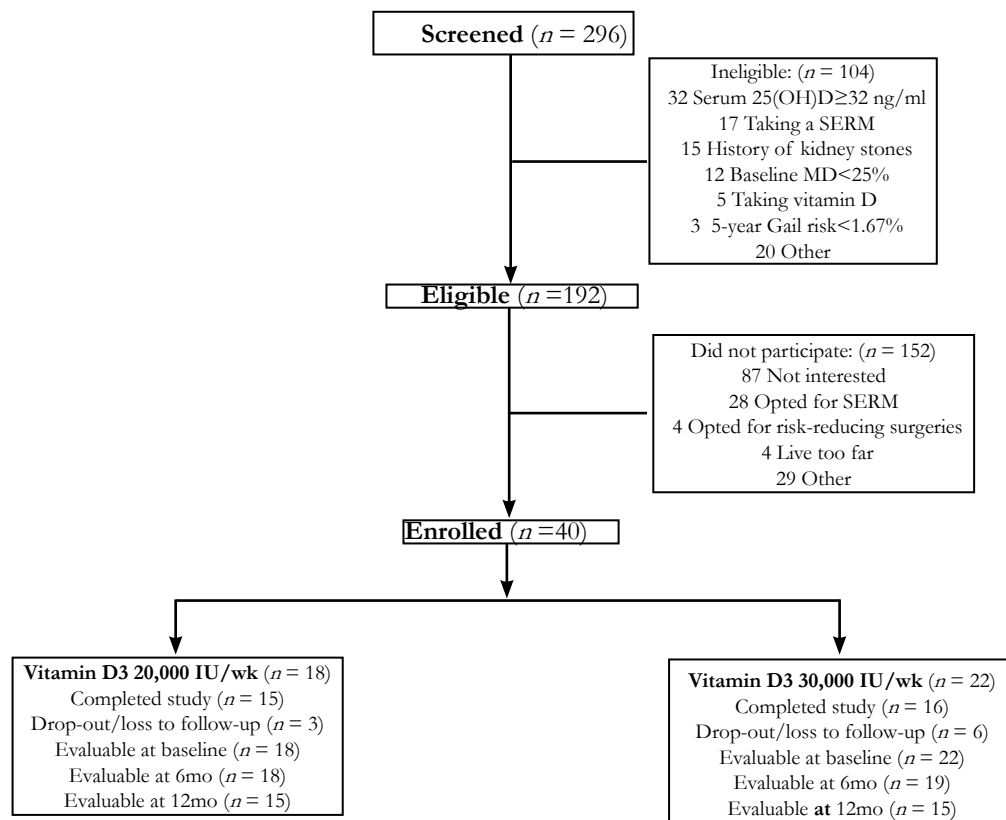 Screened (n = 296)
Ineligible: (n = 104)
32 Serum 25(OH)D≥32 ng/ml
17 Taking a SERM
15 History of kidney stones
12 Baseline MD<25%
5 Taking vitamin D
3 5-year Gail risk<1.67%
20 Other
Eligible (n =192)
Did not participate: (n = 152)
87 Not interested
28 Opted for SERM
4 Opted for risk-reducing surgeries
4 Live too far
29 Other
Enrolled (n =40)
Vitamin D3 20,000 IU/wk (n = 18)
Completed study (n = 15)
Drop-out/loss to follow-up (n = 3)
Evaluable at baseline (n = 18)
Evaluable at 6mo (n = 18)
Evaluable at 12mo (n = 15)
Vitamin D3 30,000 IU/wk (n = 22)
Completed study (n = 16)
Drop-out/loss to follow-up (n = 6)
Evaluable at baseline (n = 22)
Evaluable at 6mo (n = 19)
Evaluable at 12mo (n = 15)